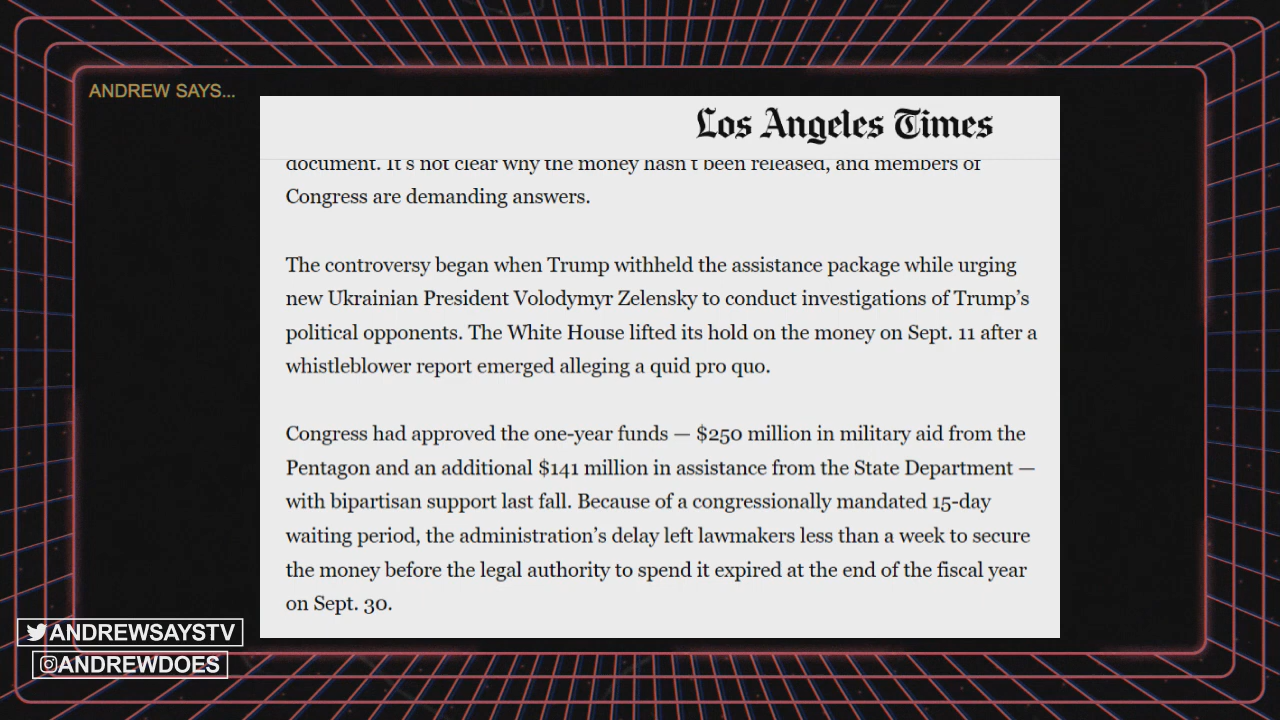 ANDREW SAYS...
Los Angeles Times
document. It's not clear why the money hasn't been released, and members of
Congress are demanding answers.
The controversy began when Trump withheld the assistance package while urging
new Ukrainian President Volodymyr Zelensky to conduct investigations of Trump's
political opponents. The White House lifted its hold on the money on Sept. 11 after a
whistleblower report emerged alleging a quid pro quo.
Congress had approved the one-year funds — $250 million in military aid from the
Pentagon and an additional $141 million in assistance from the State Department —
with bipartisan support last fall. Because of a congressionally mandated 15-day
waiting period, the administration's delay left lawmakers less than a week to secure
the money before the legal authority to spend it expired at the end of the fiscal year
on Sept. 30.
ANDREWSAYSTV
@ANDREWDOES